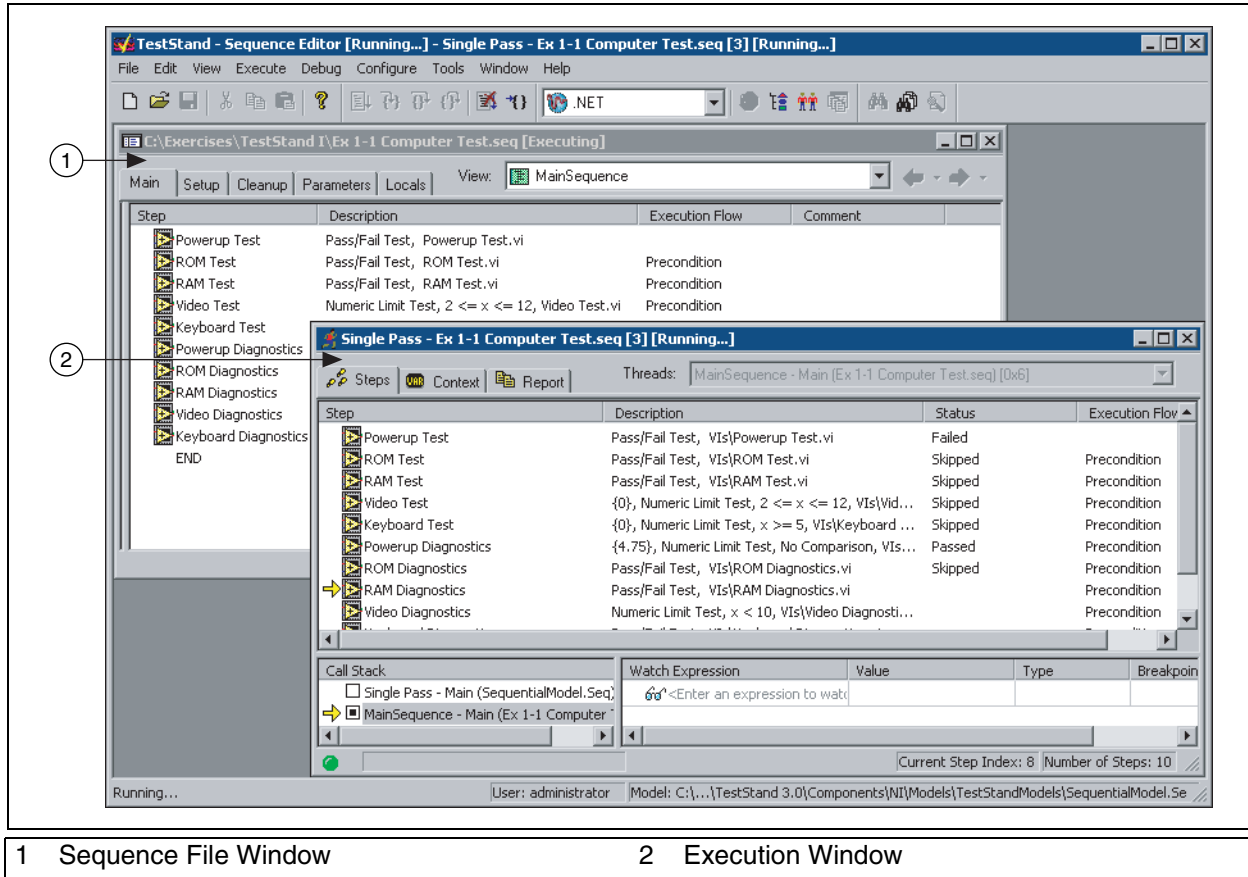 TestStand - Sequence Editor [Running...] - Single Pass - Ex 1-1 Computer Test.seq [3] [Running...]
File Edit View Execute Debug Configure Tools Window Help
.NET
C:\Exercises\TestStand I\Ex 1-1 Computer Test.seq [Executing]
1
Main Setup Cleanup Parameters Locals View: MainSequence
Step Description Execution Flow Comment
Powerup Test Pass/Fail Test, Powerup Test.vi
ROM Test Pass/Fail Test, ROM Test.vi Precondition
RAM Test Pass/Fail Test, RAM Test.vi Precondition
Video Test Numeric Limit Test, 2 <= x <= 12, Video Test.vi Precondition
Keyboard Test
Powerup Diagnostics
ROM Diagnostics
RAM Diagnostics
Video Diagnostics
Keyboard Diagnostics
END
2
Single Pass - Ex 1-1 Computer Test.seq [3] [Running...]
Steps VAR Context Report Threads: MainSequence - Main (Ex 1-1 Computer Test.seq) [0x6]
Step Description Status Execution Flow
Powerup Test Pass/Fail Test, VIs\Powerup Test.vi Failed
ROM Test Pass/Fail Test, VIs\ROM Test.vi Skipped Precondition
RAM Test Pass/Fail Test, VIs\RAM Test.vi Skipped Precondition
Video Test {0}, Numeric Limit Test, 2 <= x <= 12, VIs\Vid... Skipped Precondition
Keyboard Test {0}, Numeric Limit Test, x >= 5, VIs\Keyboard ... Skipped Precondition
Powerup Diagnostics {4.75}, Numeric Limit Test, No Comparison, VIs... Passed Precondition
ROM Diagnostics Pass/Fail Test, VIs\ROM Diagnostics.vi Skipped Precondition
RAM Diagnostics Pass/Fail Test, VIs\RAM Diagnostics.vi Precondition
Video Diagnostics Numeric Limit Test, x < 10, VIs\Video Diagnosti... Precondition
Call Stack Watch Expression Value Type Breakpoin
Single Pass - Main (SequentialModel.Seq) <Enter an expression to watc
MainSequence - Main (Ex 1-1 Computer
Current Step Index: 8 Number of Steps: 10
Running... User: administrator Model: C:\...\TestStand 3.0\Components\NI\Models\TestStandModels\SequentialModel.Se
1 Sequence File Window 2 Execution Window